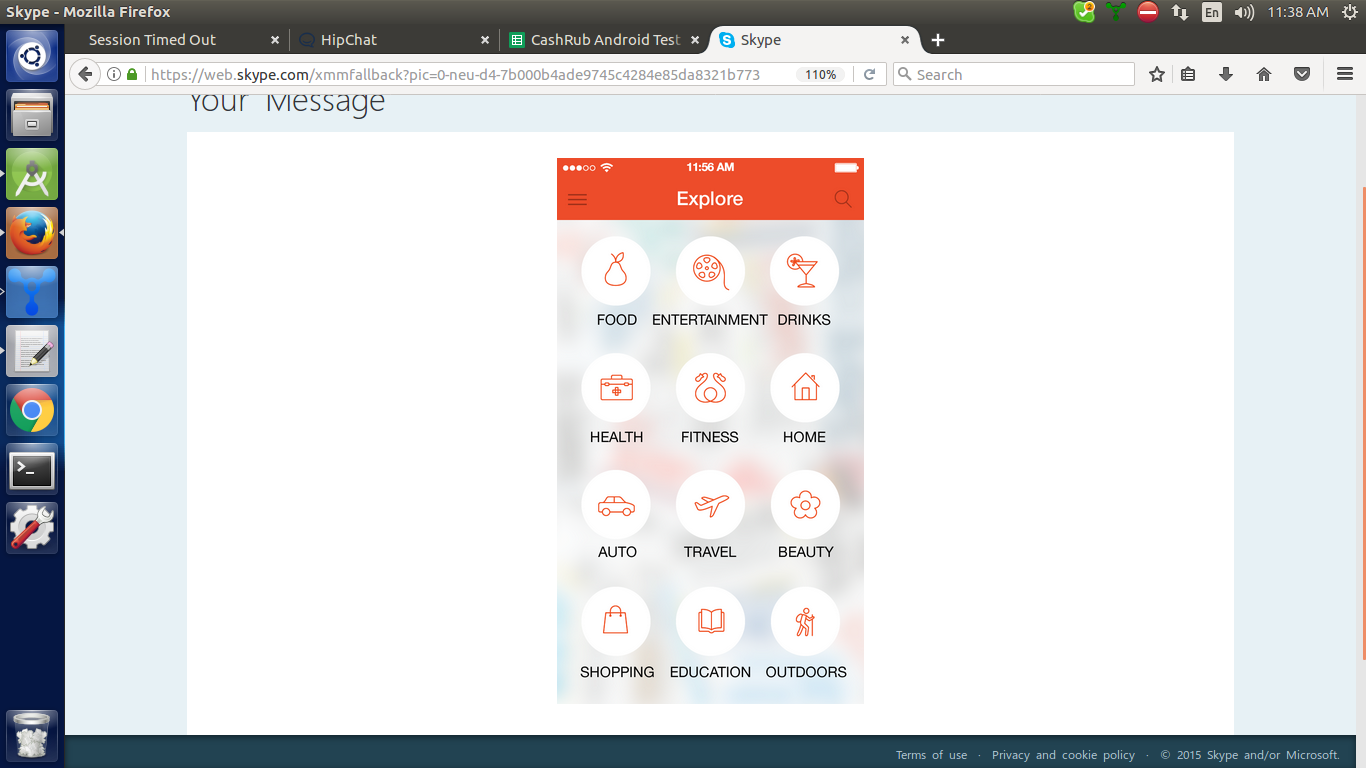 Skype - Mozilla Firefox
En
11:38 AM
Session Timed Out
HipChat
CashRub Android Test
Skype
https://web.skype.com/xmmfallback?pic=0-neu-d4-7b000b4ade9745c4284e85da8321b773
110%
Search
Your Message
11:56 AM
Explore
FOOD ENTERTAINMENT DRINKS
HEALTH FITNESS HOME
AUTO TRAVEL BEAUTY
SHOPPING EDUCATION OUTDOORS
Terms of use · Privacy and cookie policy · © 2015 Skype and/or Microsoft.